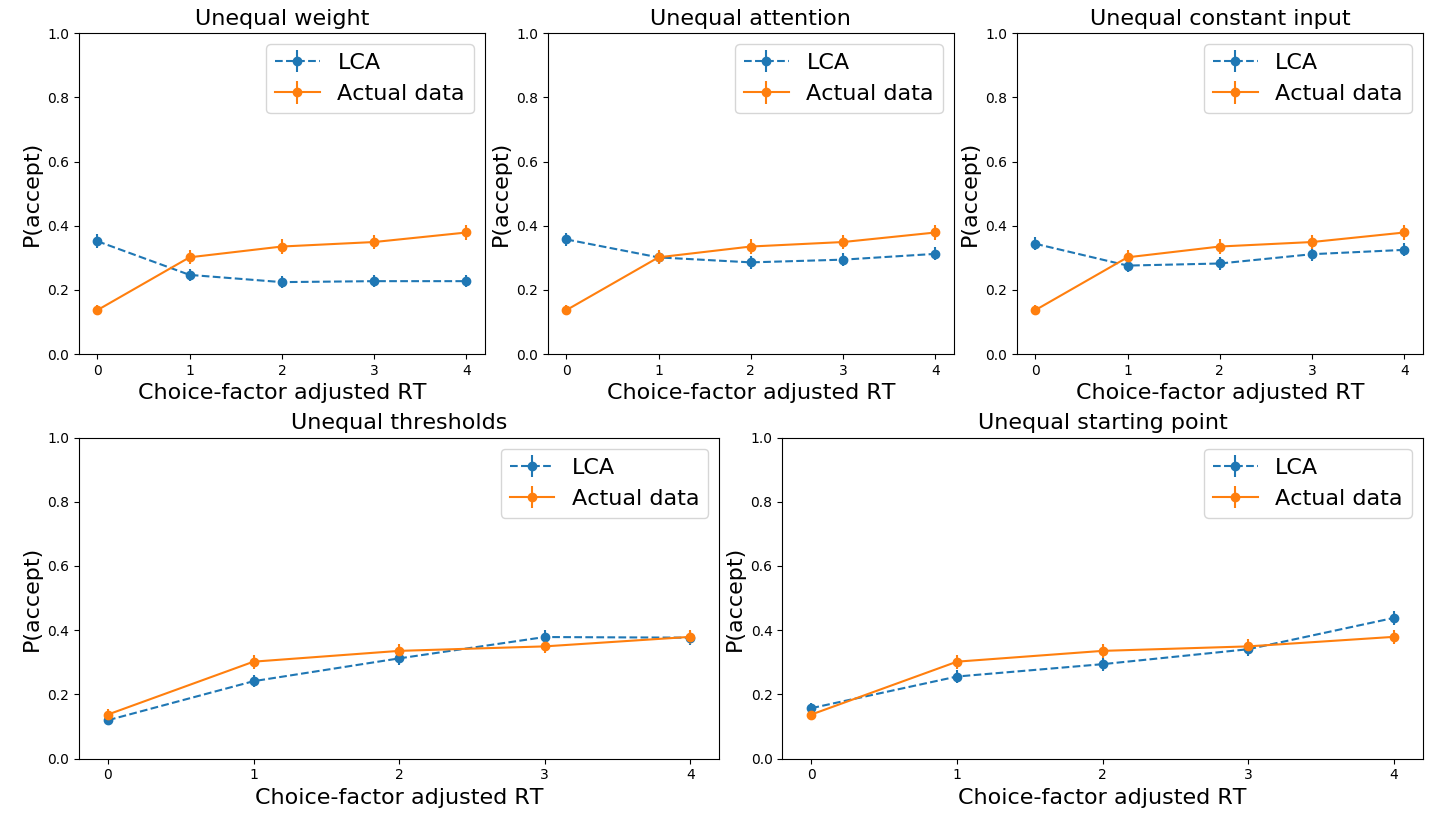 Unequal weight
1.0
0.8
0.6
0.4
0.2
0.0
P(accept)
LCA
Actual data
0 1 2 3 4
Choice-factor adjusted RT
Unequal attention
1.0
0.8
0.6
0.4
0.2
0.0
P(accept)
LCA
Actual data
0 1 2 3 4
Choice-factor adjusted RT
Unequal constant input
1.0
0.8
0.6
0.4
0.2
0.0
P(accept)
LCA
Actual data
0 1 2 3 4
Choice-factor adjusted RT
Unequal thresholds
1.0
0.8
0.6
0.4
0.2
0.0
P(accept)
LCA
Actual data
0 1 2 3 4
Choice-factor adjusted RT
Unequal starting point
1.0
0.8
0.6
0.4
0.2
0.0
P(accept)
LCA
Actual data
0 1 2 3 4
Choice-factor adjusted RT